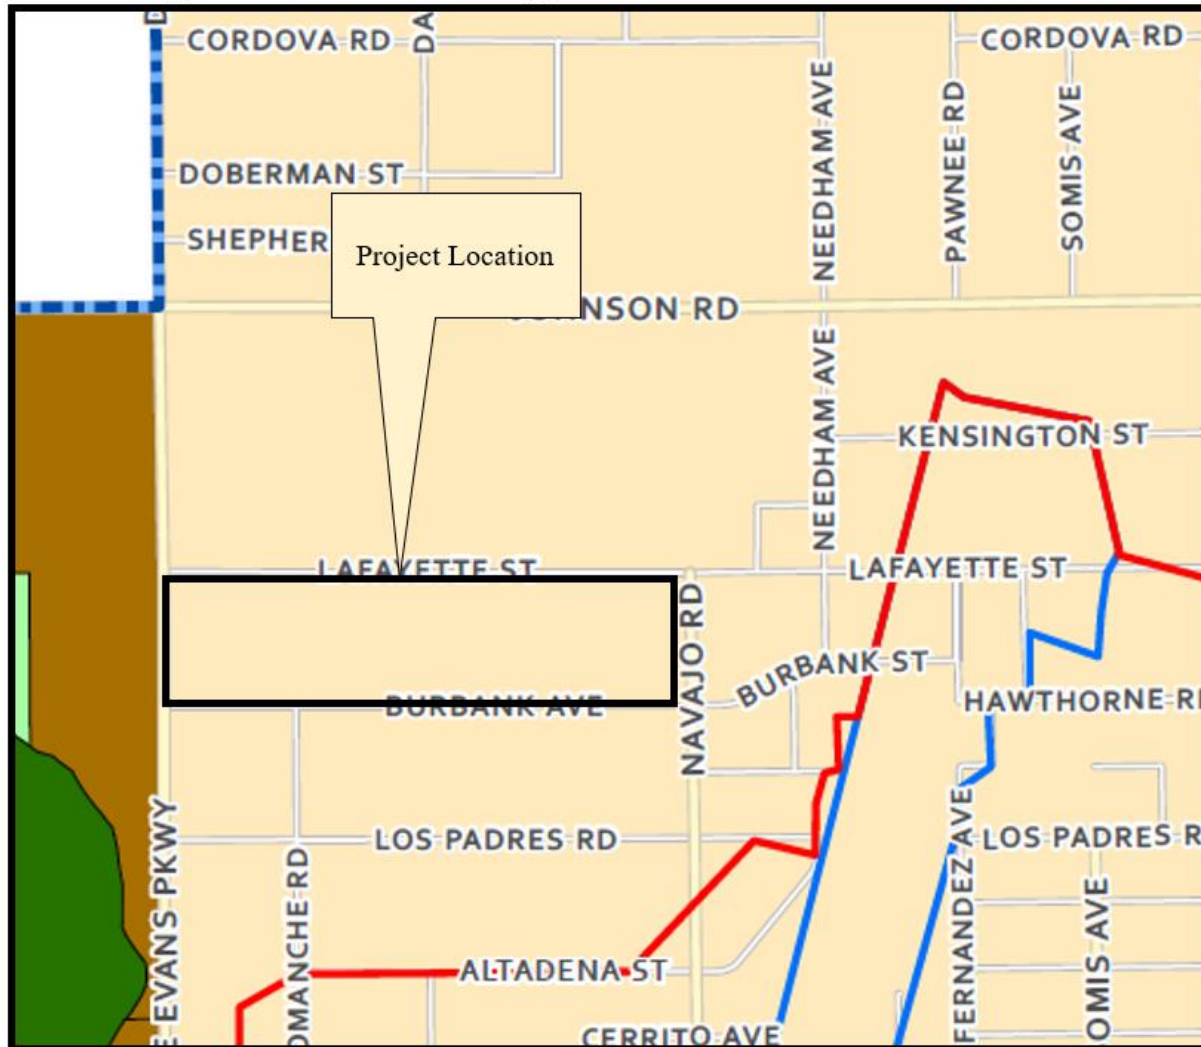 CORDOVA RD
DA
CORDOVA RD
NEEDHAM AVE
PAWNEE RD
SOMIS AVE
DOBERMAN ST
SHEPHER
Project Location
NSON RD
NEEDHAM AVE
KENSINGTON ST
LAFAYETTE ST
LAFAYETTE ST
NAVAJO RD
BURBANK ST
BURBANK AVE
HAWTHORNE RD
E EVANS PKWY
LOS PADRES RD
OMANCHE RD
FERNANDEZ AVE
LOS PADRES R
OMIS AVE
ALTADENA ST
CERRITO AVE